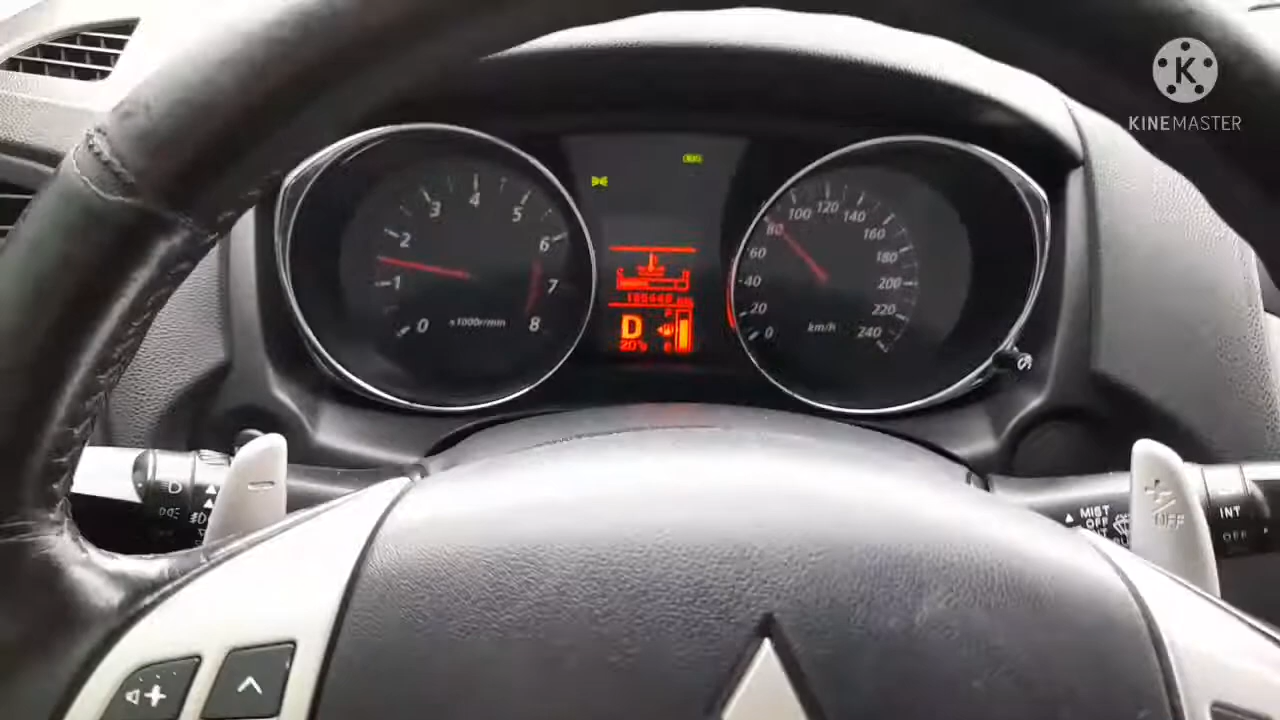 K
KINEMASTER
0 1 2 3 4 5 6 7 8
x1000r/min
D
20°c
0 20 40 60 80 100 120 140 160 180 200 220 240
km/h
MIST
OFF
OFF
INT
OFF